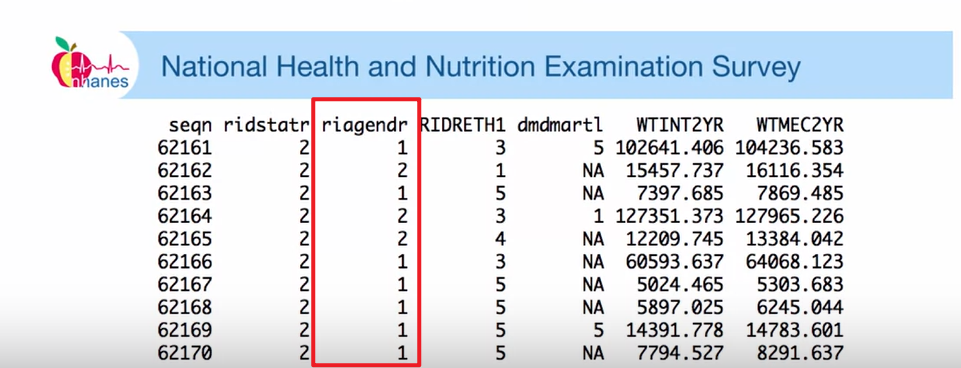 nhanes
National Health and Nutrition Examination Survey
seqn ridstatr riagendr RIDRETH1 dmdmartl WTINT2YR WTMEC2YR
62161 2 1 3 5 102641.406 104236.583
62162 2 2 1 NA 15457.737 16116.354
62163 2 1 5 NA 7397.685 7869.485
62164 2 2 3 1 127351.373 127965.226
62165 2 2 4 NA 12209.745 13384.042
62166 2 1 3 NA 60593.637 64068.123
62167 2 1 5 NA 5024.465 5303.683
62168 2 1 5 NA 5897.025 6245.044
62169 2 1 5 5 14391.778 14783.601
62170 2 1 5 NA 7794.527 8291.637